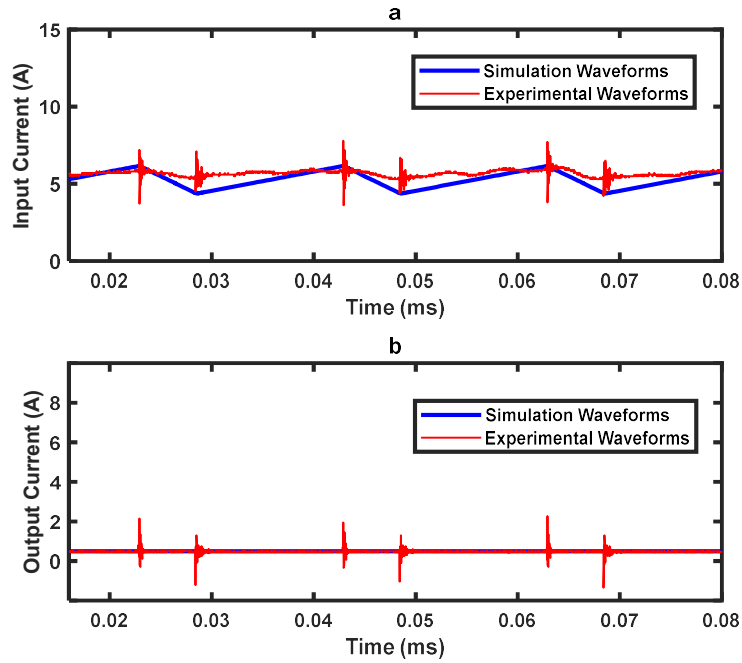 a
15
10
5
0
Input Current (A)
Simulation Waveforms
Experimental Waveforms
0.02 0.03 0.04 0.05 0.06 0.07 0.08
Time (ms)
b
8
6
4
2
0
Output Current (A)
Simulation Waveforms
Experimental Waveforms
0.02 0.03 0.04 0.05 0.06 0.07 0.08
Time (ms)